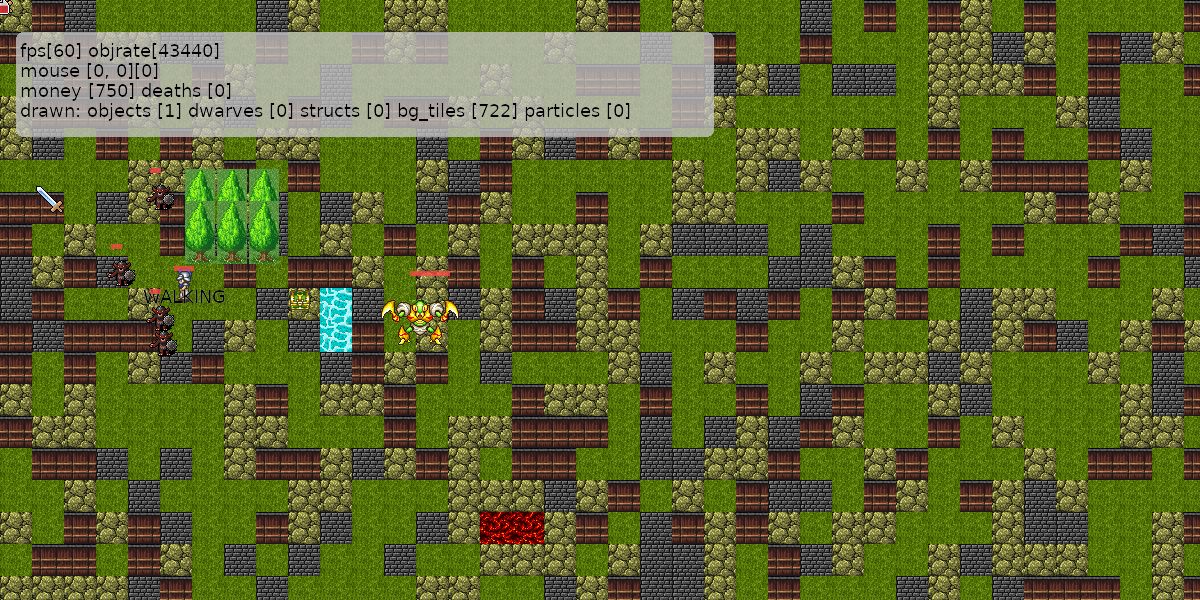 fps[60] objrate[43440]
mouse [0, 0][0]
money [750] deaths [0]
drawn: objects [1] dwarves [0] structs [0] bg_tiles [722] particles [0]
WALKING